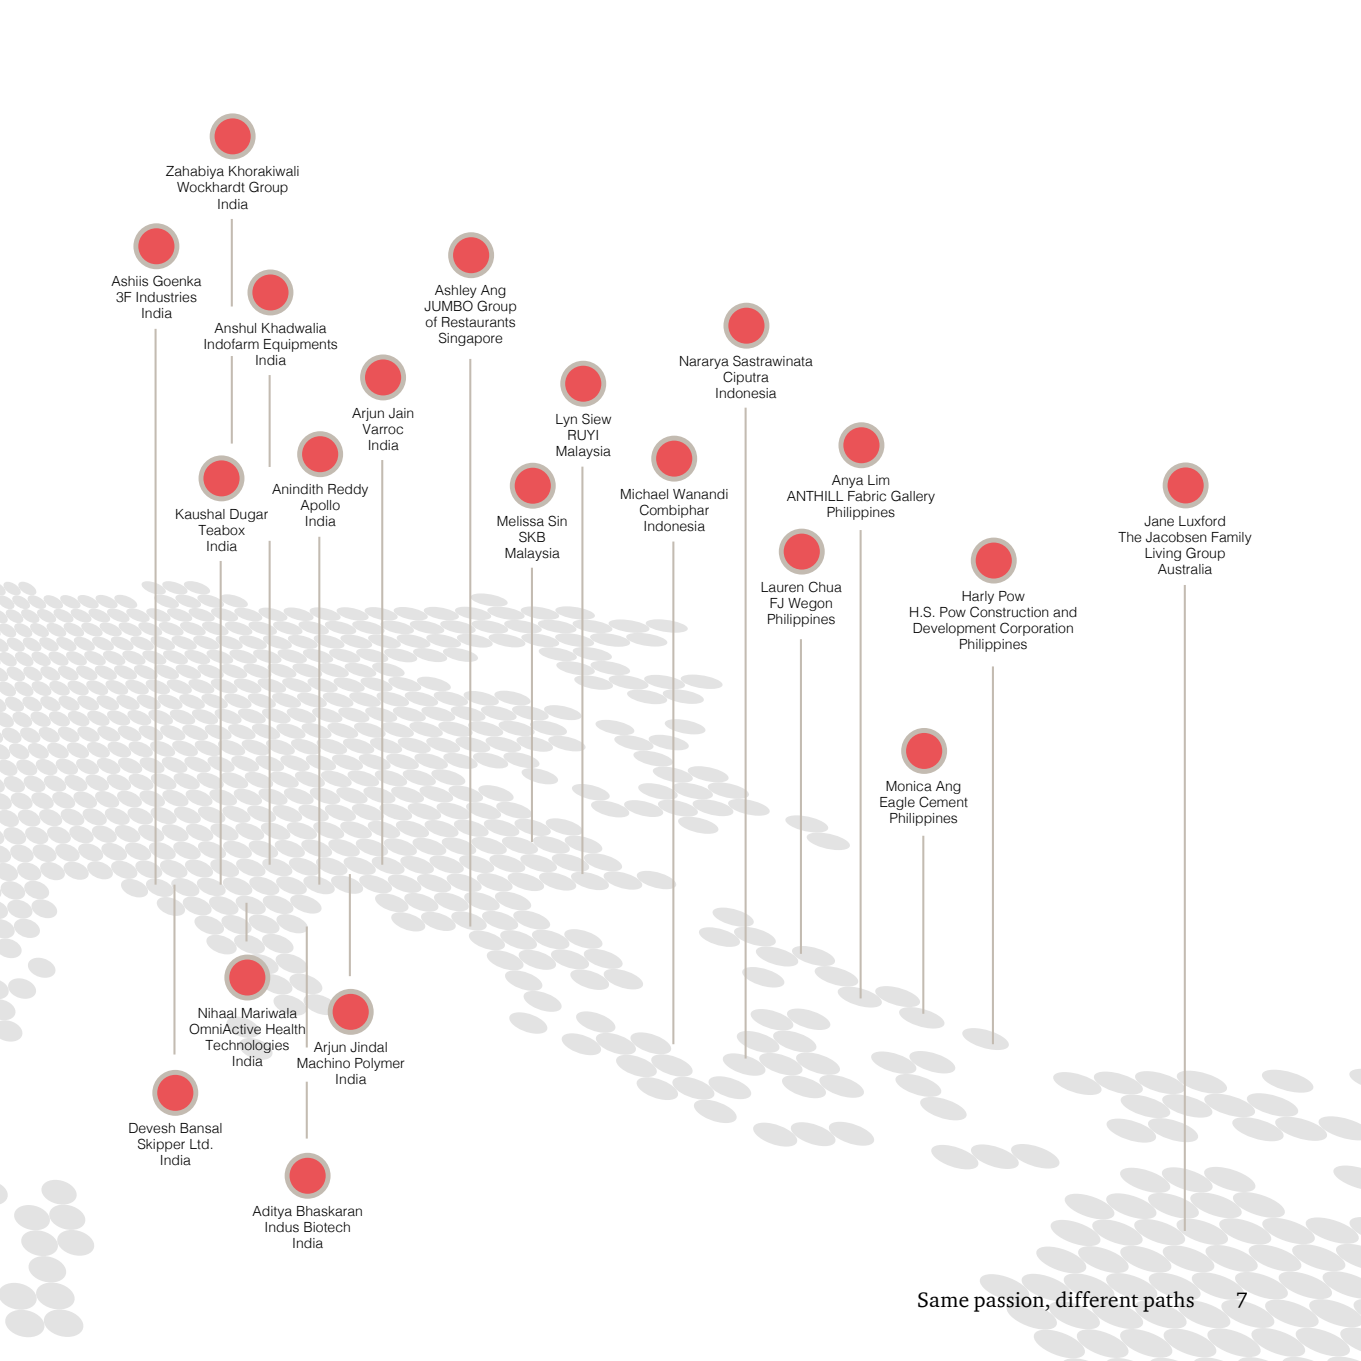 Zahabiya Khorakiwali
Wockhardt Group
India
Ashiis Goenka
3F Industries
India
Anshul Khadwalia
Indofarm Equipments
India
Ashley Ang
JUMBO Group
of Restaurants
Singapore
Nararya Sastrawinata
Ciputra
Indonesia
Arjun Jain
Varroc
India
Lyn Siew
RUYI
Malaysia
Kaushal Dugar
Teabox
India
Anindith Reddy
Apollo
India
Melissa Sin
SKB
Malaysia
Michael Wanandi
Combiphar
Indonesia
Anya Lim
ANTHILL Fabric Gallery
Philippines
Jane Luxford
The Jacobsen Family
Living Group
Australia
Lauren Chua
FJ Wegon
Philippines
Harly Pow
H.S. Pow Construction and
Development Corporation
Philippines
Monica Ang
Eagle Cement
Philippines
Nihaal Mariwala
OmniActive Health
Technologies
India
Arjun Jindal
Machino Polymer
India
Devesh Bansal
Skipper Ltd.
India
Aditya Bhaskaran
Indus Biotech
India
Same passion, different paths 7